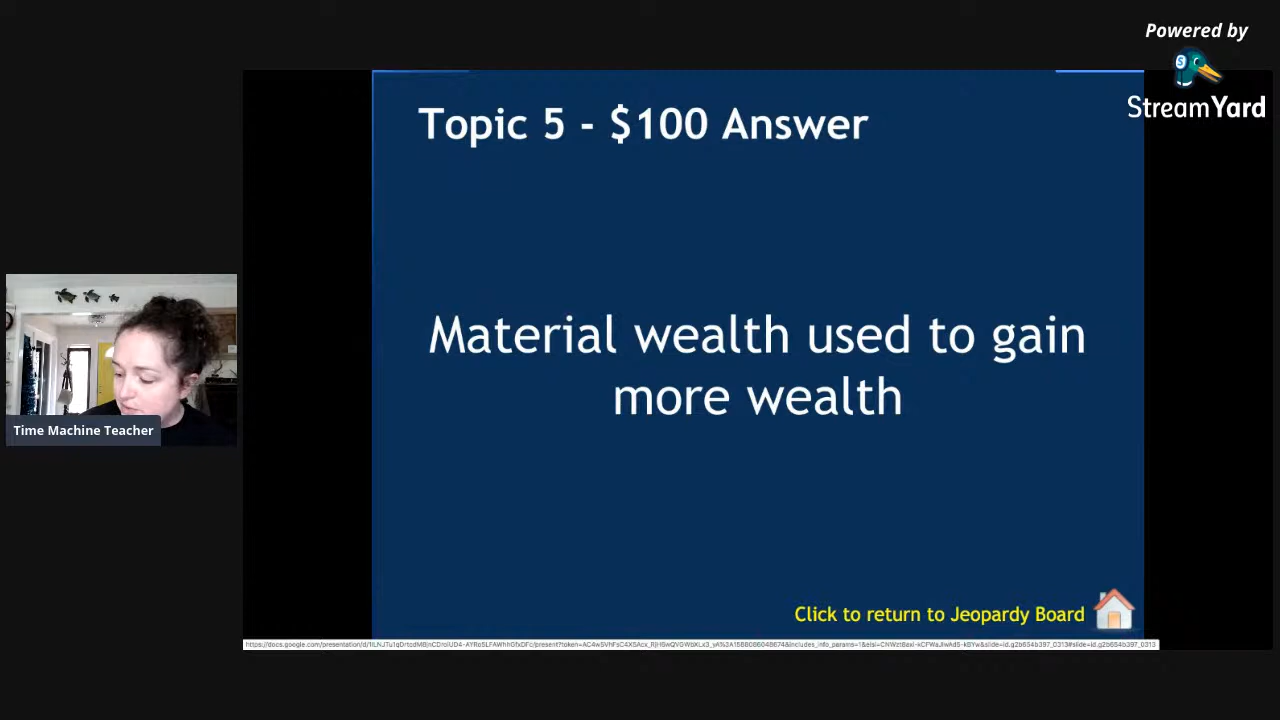 Powered by
StreamYard
Topic 5 - $100 Answer
Material wealth used to gain
more wealth
Time Machine Teacher
Click to return to Jeopardy Board